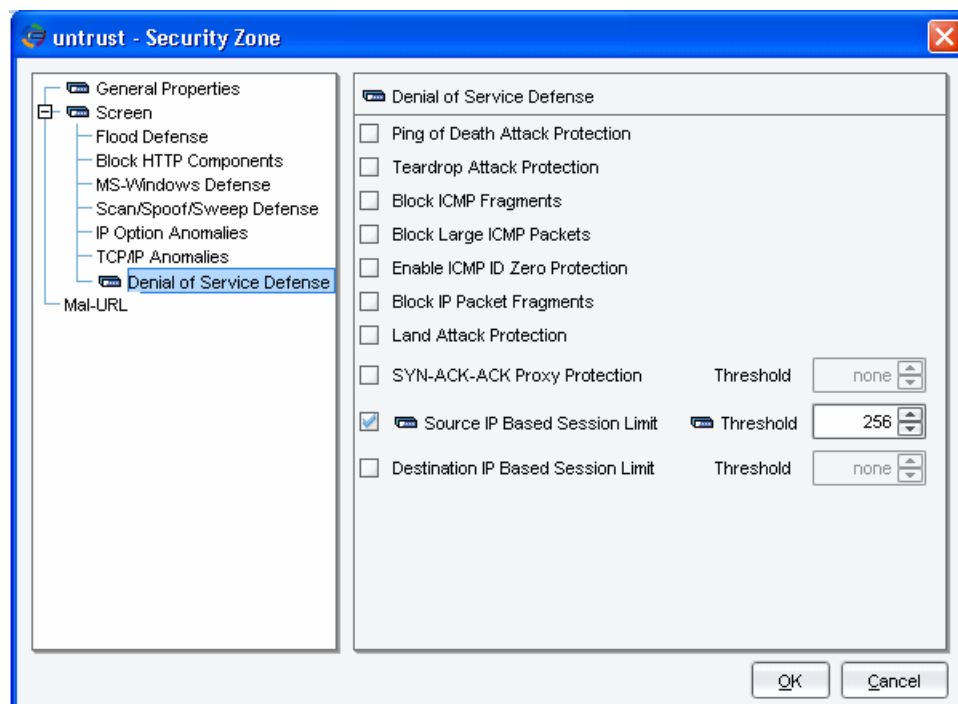 untrust - Security Zone
General Properties
Screen
Flood Defense
Block HTTP Components
MS-Windows Defense
Scan/Spoof/Sweep Defense
IP Option Anomalies
TCP/IP Anomalies
Denial of Service Defense
Mal-URL
Denial of Service Defense
Ping of Death Attack Protection
Teardrop Attack Protection
Block ICMP Fragments
Block Large ICMP Packets
Enable ICMP ID Zero Protection
Block IP Packet Fragments
Land Attack Protection
SYN-ACK-ACK Proxy Protection Threshold none
Source IP Based Session Limit Threshold 256
Destination IP Based Session Limit Threshold none
OK Cancel